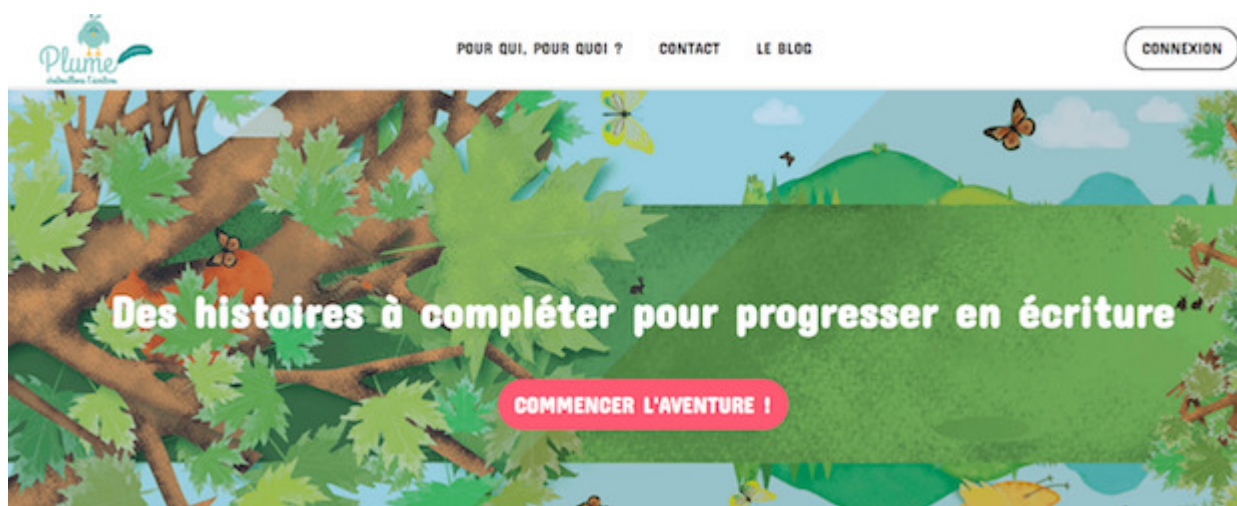 Plume
POUR QUI, POUR QUOI ?
CONTACT
LE BLOG
CONNEXION
Des histoires à compléter pour progresser en écriture
COMMENCER L'AVENTURE !